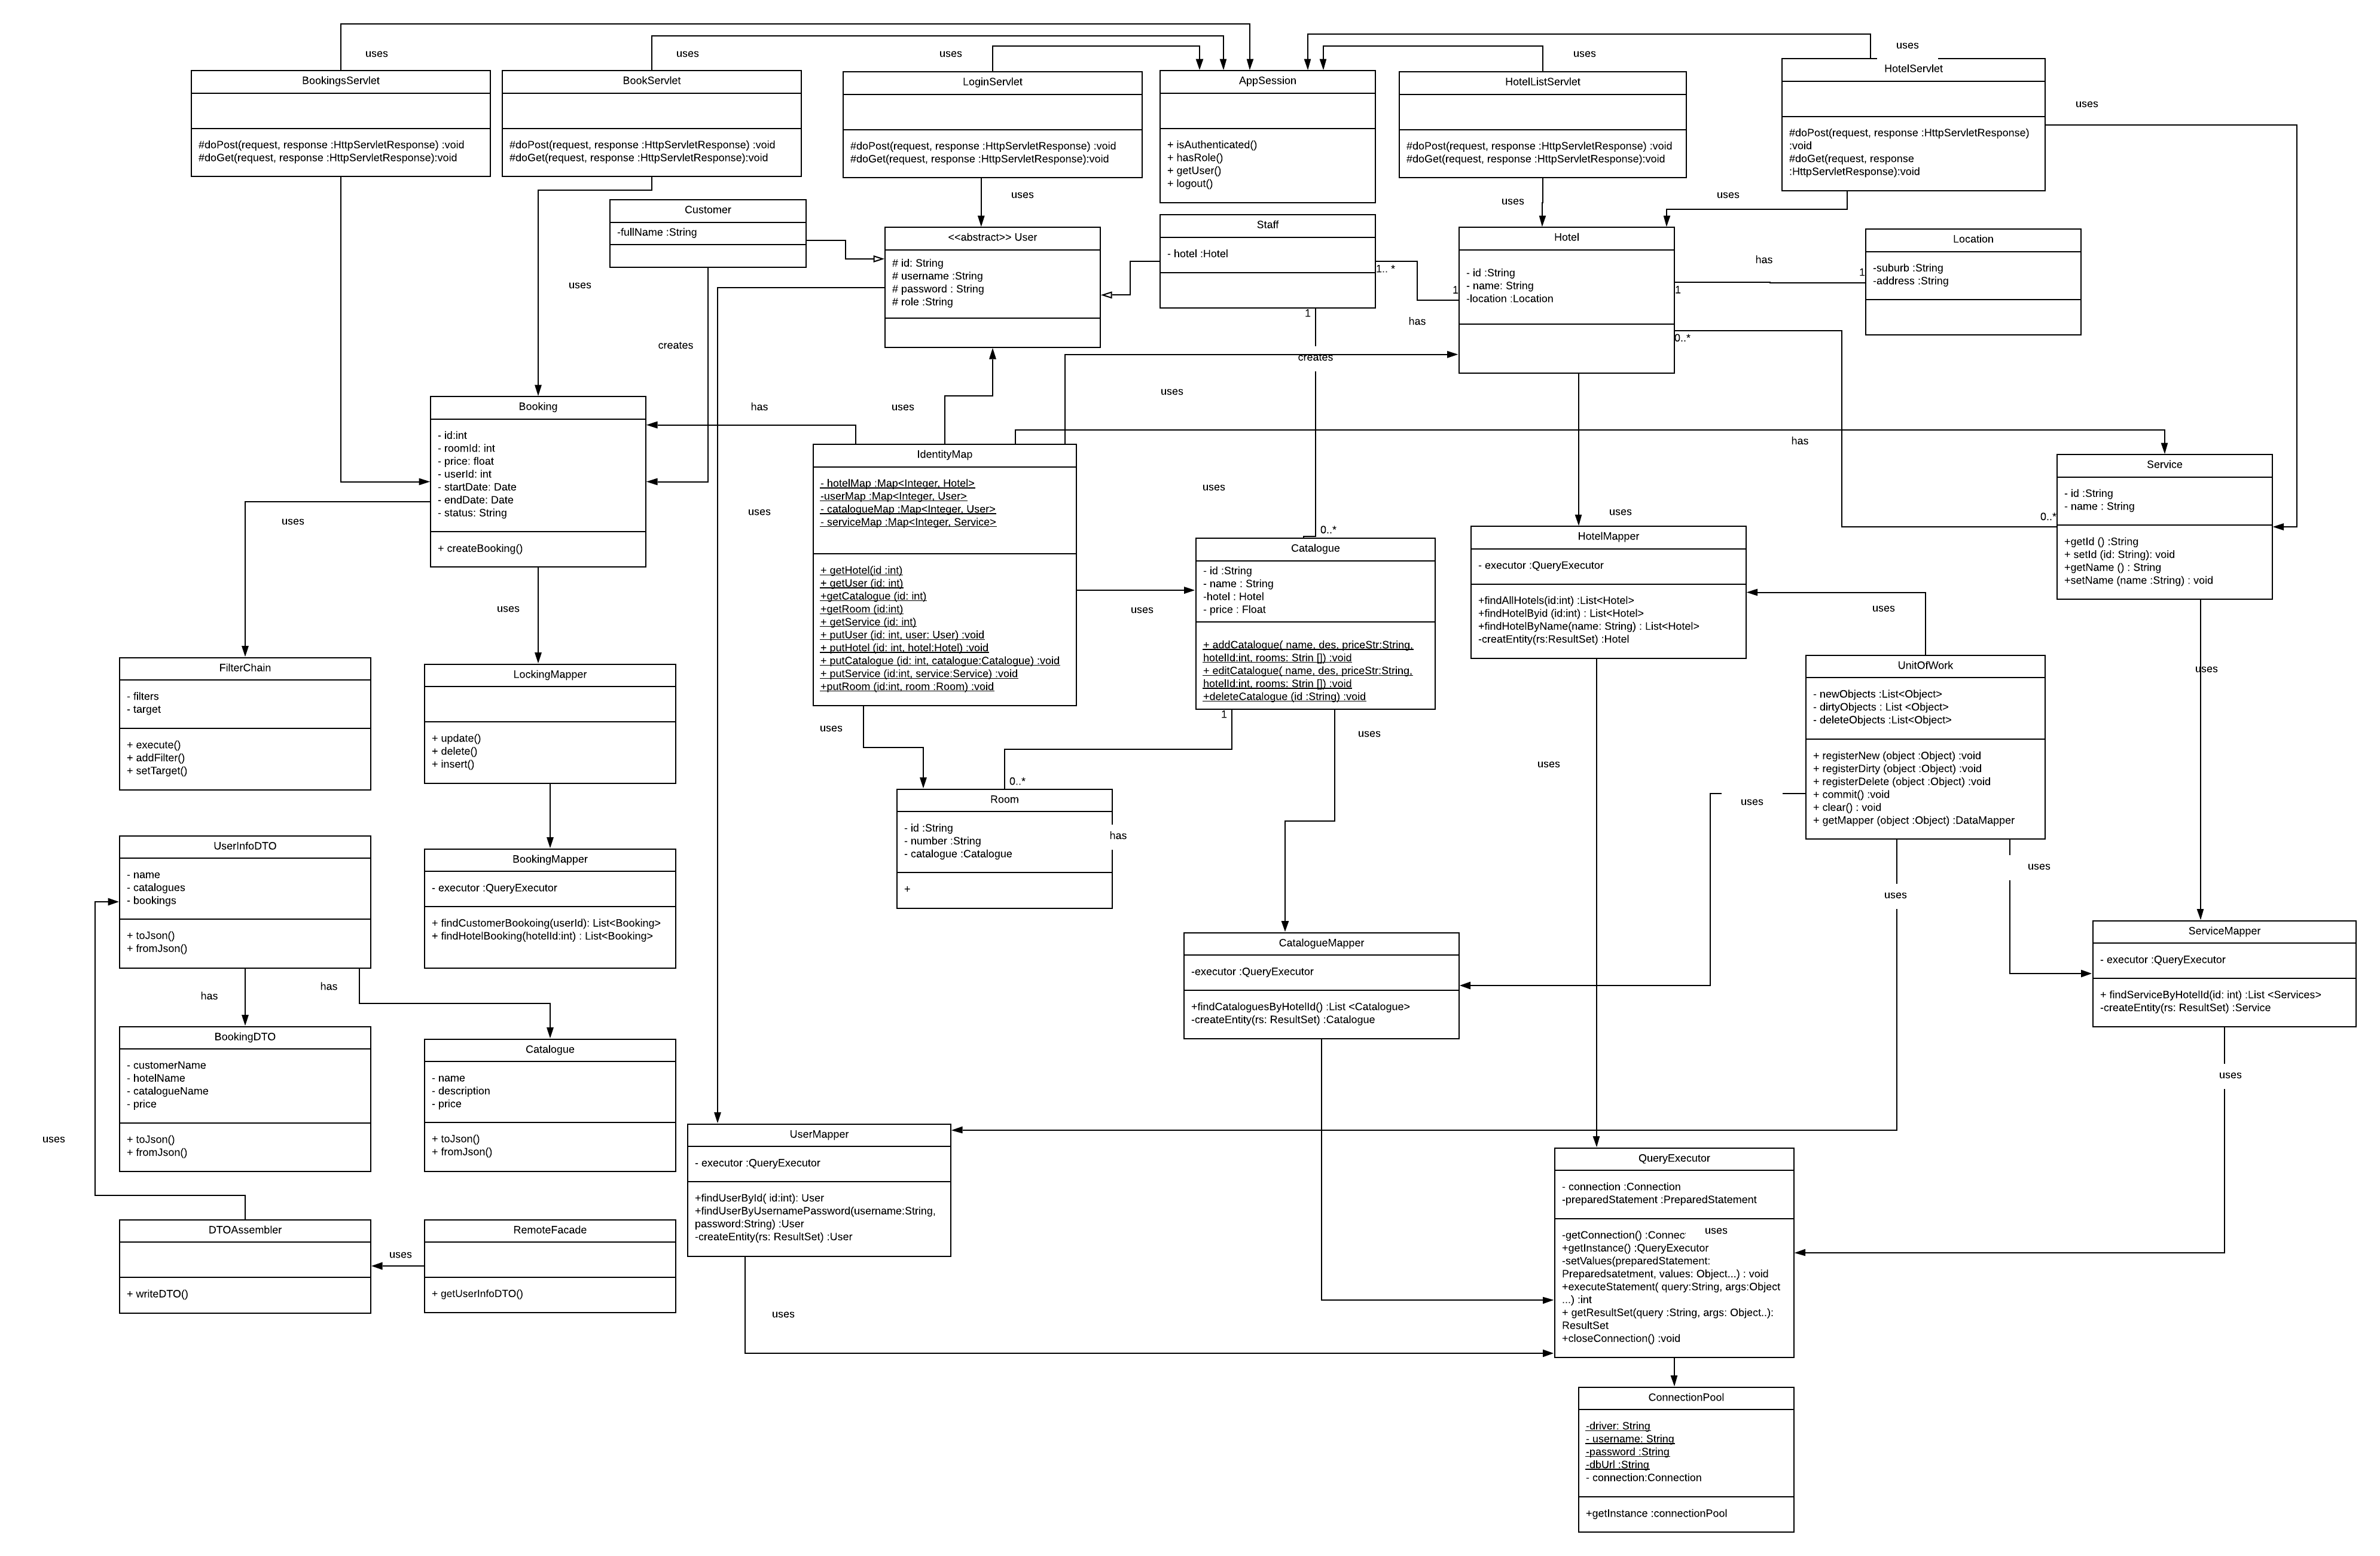 uses
uses
uses
uses
uses
BookingsServlet
#doPost(request, response :HttpServletResponse) :void
#doGet(request, response :HttpServletResponse):void
BookServlet
#doPost(request, response :HttpServletResponse) :void
#doGet(request, response :HttpServletResponse):void
LoginServlet
#doPost(request, response :HttpServletResponse) :void
#doGet(request, response :HttpServletResponse):void
AppSession
+ isAuthenticated()
+ hasRole()
+ getUser()
+ logout()
HotelListServlet
#doPost(request, response :HttpServletResponse) :void
#doGet(request, response :HttpServletResponse):void
HotelServlet
#doPost(request, response :HttpServletResponse)
:void
#doGet(request, response
:HttpServletResponse):void
uses
uses
uses
uses
Customer
-fullName :String
<<abstract>> User
# id: String
# username :String
# password : String
# role :String
Staff
- hotel :Hotel
1.. *
1
has
1
Hotel
- id :String
- name: String
-location :Location
has
1
1
0..*
Location
-suburb :String
-address :String
uses
creates
creates
uses
has
uses
has
Booking
- id:int
- roomId: int
- price: float
- userId: int
- startDate: Date
- endDate: Date
- status: String
+ createBooking()
IdentityMap
- hotelMap :Map<Integer, Hotel>
-userMap :Map<Integer, User>
- catalogueMap :Map<Integer, User>
- serviceMap :Map<Integer, Service>
+ getHotel(id :int)
+ getUser (id: int)
+getCatalogue (id: int)
+getRoom (id:int)
+ getService (id: int)
+ putUser (id: int, user: User) :void
+ putHotel (id: int, hotel:Hotel) :void
+ putCatalogue (id: int, catalogue:Catalogue) :void
+ putService (id:int, service:Service) :void
+putRoom (id:int, room :Room) :void
Service
- id :String
- name : String
+getId () :String
+ setId (id: String): void
+getName () : String
+setName (name :String) : void
0..*
uses
uses
uses
uses
0..*
Catalogue
- id :String
- name : String
-hotel : Hotel
- price : Float
+ addCatalogue( name, des, priceStr:String,
hotelId:int, rooms: Strin []) :void
+ editCatalogue( name, des, priceStr:String,
hotelId:int, rooms: Strin []) :void
+deleteCatalogue (id :String) :void
HotelMapper
- executor :QueryExecutor
+findAllHotels(id:int) :List<Hotel>
+findHotelByid (id:int) : List<Hotel>
+findHotelByName(name: String) : List<Hotel>
-creatEntity(rs:ResultSet) :Hotel
uses
uses
uses
uses
FilterChain
- filters
- target
+ execute()
+ addFilter()
+ setTarget()
LockingMapper
+ update()
+ delete()
+ insert()
UnitOfWork
- newObjects :List<Object>
- dirtyObjects : List <Object>
- deleteObjects :List<Object>
+ registerNew (object :Object) :void
+ registerDirty (object :Object) :void
+ registerDelete (object :Object) :void
+ commit() :void
+ clear() : void
+ getMapper (object :Object) :DataMapper
uses
1
uses
uses
uses
0..*
Room
- id :String
- number :String
- catalogue :Catalogue
+
has
UserInfoDTO
- name
- catalogues
- bookings
+ toJson()
+ fromJson()
BookingMapper
- executor :QueryExecutor
+ findCustomerBookoing(userId): List<Booking>
+ findHotelBooking(hotelId:int) : List<Booking>
uses
uses
CatalogueMapper
-executor :QueryExecutor
+findCataloguesByHotelId() :List <Catalogue>
-createEntity(rs: ResultSet) :Catalogue
ServiceMapper
- executor :QueryExecutor
+ findServiceByHotelId(id: int) :List <Services>
-createEntity(rs: ResultSet) :Service
has
has
BookingDTO
- customerName
- hotelName
- catalogueName
- price
+ toJson()
+ fromJson()
Catalogue
- name
- description
- price
+ toJson()
+ fromJson()
uses
uses
UserMapper
- executor :QueryExecutor
+findUserById( id:int): User
+findUserByUsernamePassword(username:String,
password:String) :User
-createEntity(rs: ResultSet) :User
QueryExecutor
- connection :Connection
-preparedStatement :PreparedStatement
uses
-getConnection() :Connec
+getInstance() :QueryExecutor
-setValues(preparedStatement:
Preparedsatetment, values: Object...) : void
+executeStatement( query:String, args:Object
...) :int
+ getResultSet(query :String, args: Object..):
ResultSet
+closeConnection() :void
DTOAssembler
+ writeDTO()
uses
RemoteFacade
+ getUserInfoDTO()
uses
ConnectionPool
-driver: String
- username: String
-password :String
-dbUrl :String
- connection:Connection
+getInstance :connectionPool